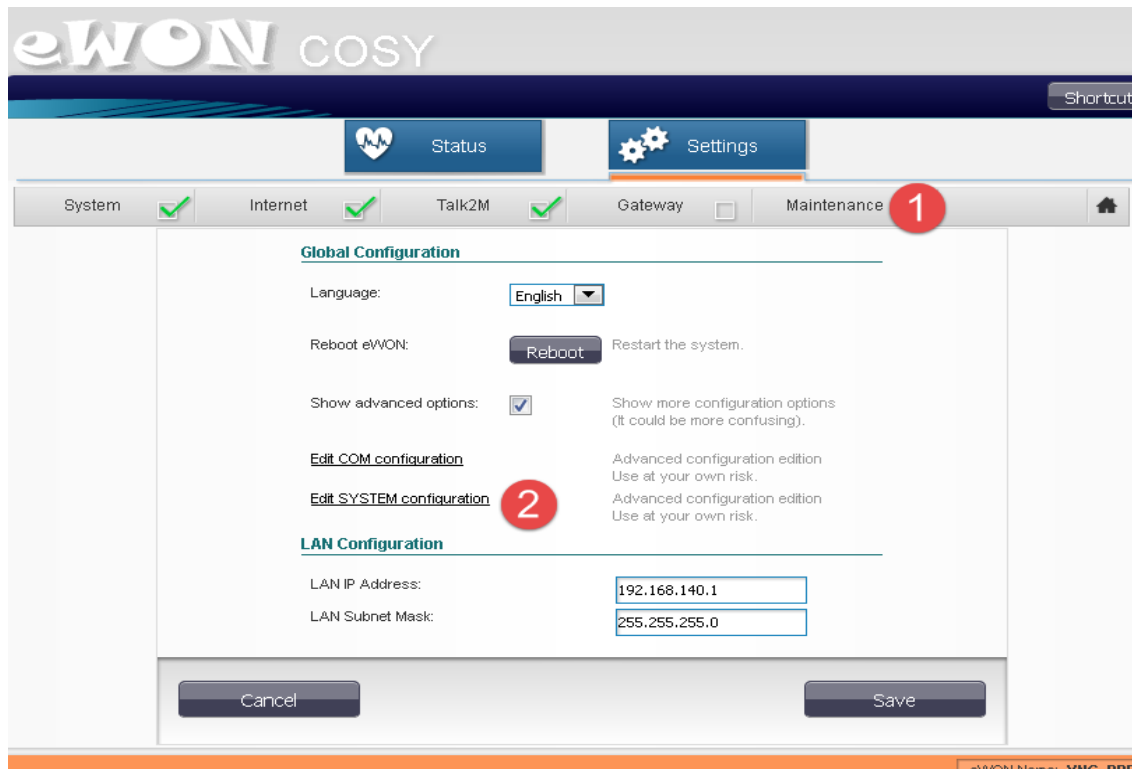 eWON COSY
Shortcut
Status Settings
System Internet Talk2M Gateway Maintenance 1
Global Configuration
Language: English
Reboot eWON: Reboot Restart the system.
Show advanced options: Show more configuration options
(It could be more confusing).
Edit COM configuration Advanced configuration edition
Use at your own risk.
Edit SYSTEM configuration 2 Advanced configuration edition
Use at your own risk.
LAN Configuration
LAN IP Address: 192.168.140.1
LAN Subnet Mask: 255.255.255.0
Cancel Save
eWON Name: